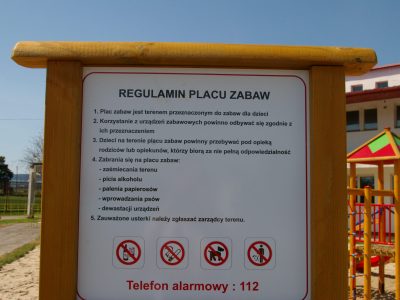 REGULAMIN PLACU ZABAW
1. Plac zabaw jest terenem przeznaczonym do zabaw dla dzieci
2. Korzystanie z urządzeń zabawowych powinno odbywać się zgodnie z
ich przeznaczeniem
3. Dzieci na terenie placu zabaw powinny przebywać pod opieką
rodziców lub opiekunów, którzy biorą za nie pełną odpowiedzialność
4. Zabrania się na placu zabaw:
- zaśmiecania terenu
- picia alkoholu
- palenia papierosów
- wprowadzania psów
- dewastacji urządzeń
5. Zauważone usterki należy zgłaszać zarządcy terenu.
Telefon alarmowy : 112